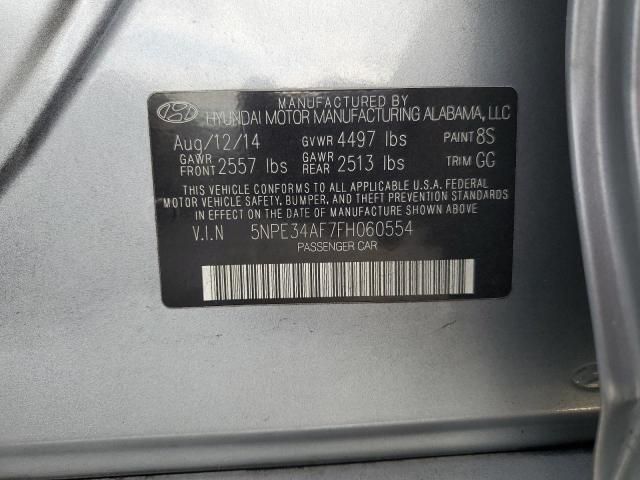 MANUFACTURED BY
HYUNDAI MOTOR MANUFACTURING ALABAMA, LLC
Aug/12/14 GVWR 4497 lbs PAINT 8S
GAWR FRONT 2557 lbs GAWR REAR 2513 lbs TRIM GG
THIS VEHICLE CONFORMS TO ALL APPLICABLE U.S.A. FEDERAL
MOTOR VEHICLE SAFETY, BUMPER, AND THEFT PREVENTION STANDARDS
IN EFFECT ON THE DATE OF MANUFACTURE SHOWN ABOVE.
V.I.N 5NPE34AF7FH060554
PASSENGER CAR